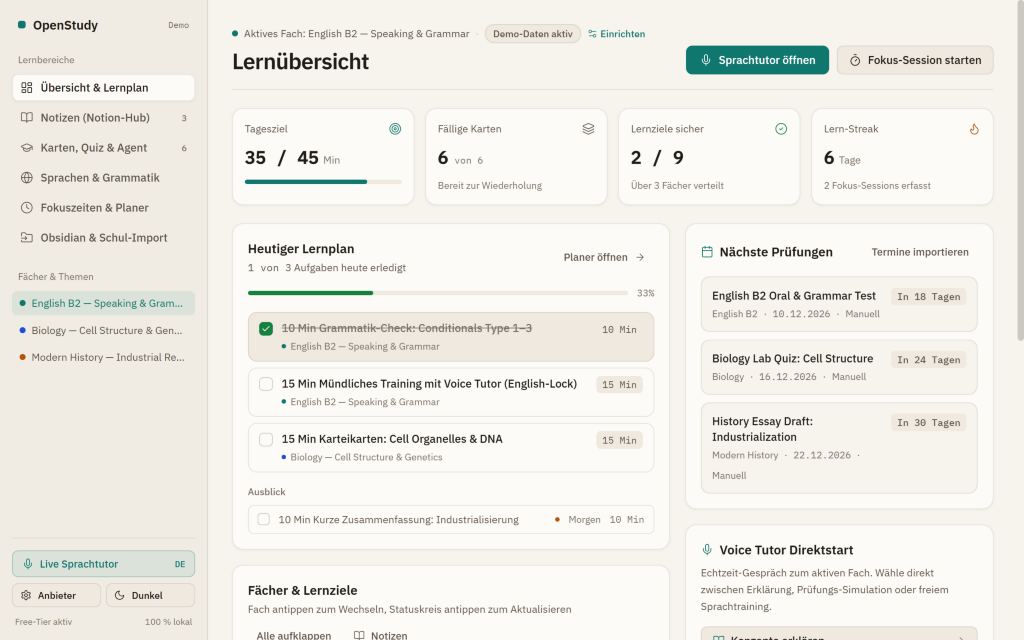 OpenStudy
Demo
Lernbereiche
Übersicht & Lernplan
Notizen (Notion-Hub) 3
Karten, Quiz & Agent 6
Sprachen & Grammatik
Fokuszeiten & Planer
Obsidian & Schul-Import
Fächer & Themen
English B2 — Speaking & Gram...
Biology — Cell Structure & Gen...
Modern History — Industrial Re...
Live Sprachtutor DE
Anbieter
Dunkel
Free-Tier aktiv 100 % lokal
Aktives Fach: English B2 — Speaking & Grammar · Demo-Daten aktiv Einrichten
Lernübersicht
Sprachtutor öffnen
Fokus-Session starten
Tagesziel
35 / 45 Min
Fällige Karten
6 von 6
Bereit zur Wiederholung
Lernziele sicher
2 / 9
Über 3 Fächer verteilt
Lern-Streak
6 Tage
2 Fokus-Sessions erfasst
Heutiger Lernplan
1 von 3 Aufgaben heute erledigt
Planer öffnen →
33%
10 Min Grammatik-Check: Conditionals Type 1–3 10 Min
English B2 — Speaking & Grammar
15 Min Mündliches Training mit Voice Tutor (English-Lock) 15 Min
English B2 — Speaking & Grammar
15 Min Karteikarten: Cell Organelles & DNA 15 Min
Biology — Cell Structure & Genetics
Ausblick
10 Min Kurze Zusammenfassung: Industrialisierung Morgen 10 Min
Fächer & Lernziele
Fach antippen zum Wechseln, Statuskreis antippen zum Aktualisieren
Alle aufklappen
Notizen
Nächste Prüfungen
Termine importieren
English B2 Oral & Grammar Test In 18 Tagen
English B2 · 10.12.2026 · Manuell
Biology Lab Quiz: Cell Structure In 24 Tagen
Biology · 16.12.2026 · Manuell
History Essay Draft: In 30 Tagen
Industrialization
Modern History · 22.12.2026 ·
Manuell
Voice Tutor Direktstart
Echtzeit-Gespräch zum aktiven Fach. Wähle direkt
zwischen Erklärung, Prüfungs-Simulation oder freiem
Sprachtraining.
Konzepte erklären